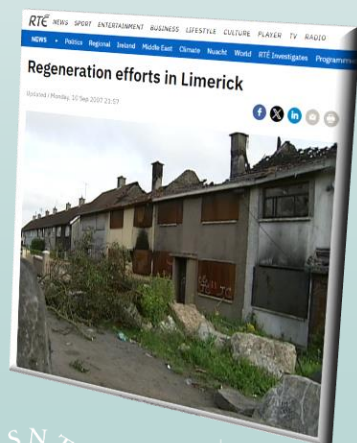 RTÉ NEWS SPORT ENTERTAINMENT BUSINESS LIFESTYLE CULTURE PLAYER TV RADIO
NEWS Politics Regional Ireland Middle East Climate Nuacht World RTÉ Investigates Programmes
Regeneration efforts in Limerick
Updated / Monday, 10 Sep 2007 21:57